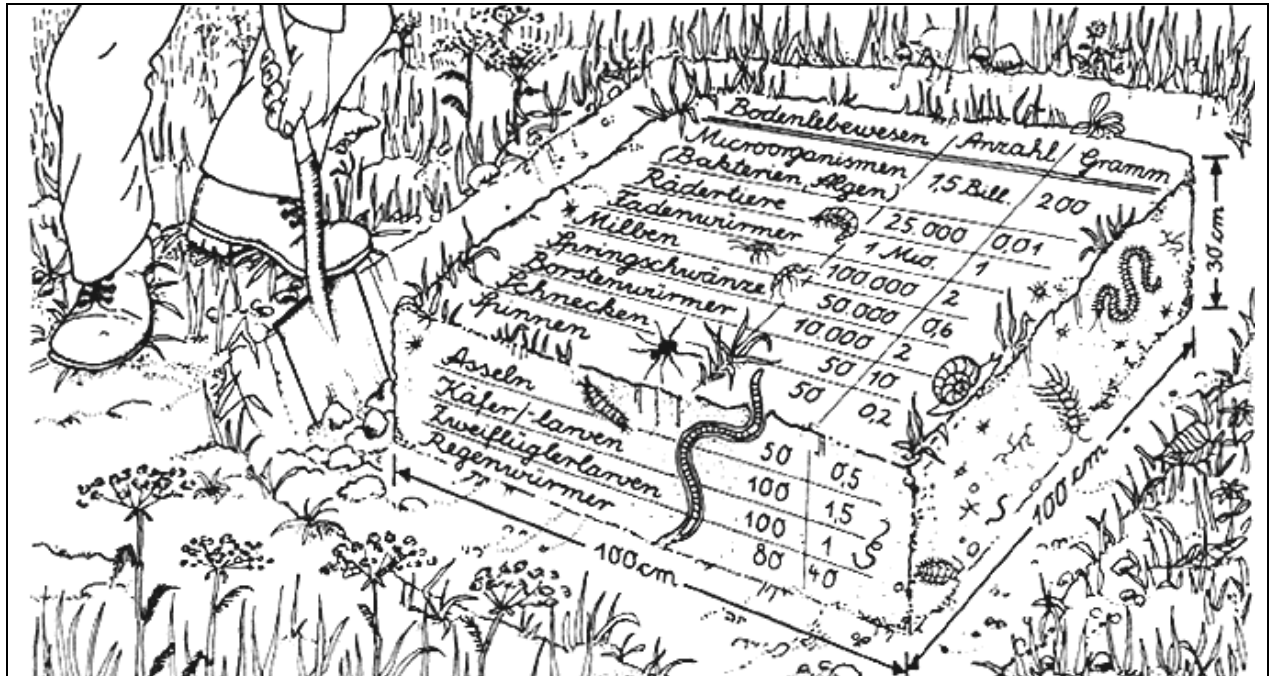 Bodenlebewesen Anzahl Gramm
Microorganismen
(Bakterien, Algen) 1,5 Bill. 200
Rädertiere 25.000 0,01
Fadenwürmer 1 Mio. 1
Milben 100 000 2
Springschwänze 50 000 0,6
Borstenwürmer 10 000 2
Schnecken 50 10
Spinnen 50 0,2
Asseln 50 0,5
Käfer/-larven 100 1,5
Zweiflüglerlarven 100 1
Regenwürmer 80 40
30 cm
100 cm
100 cm